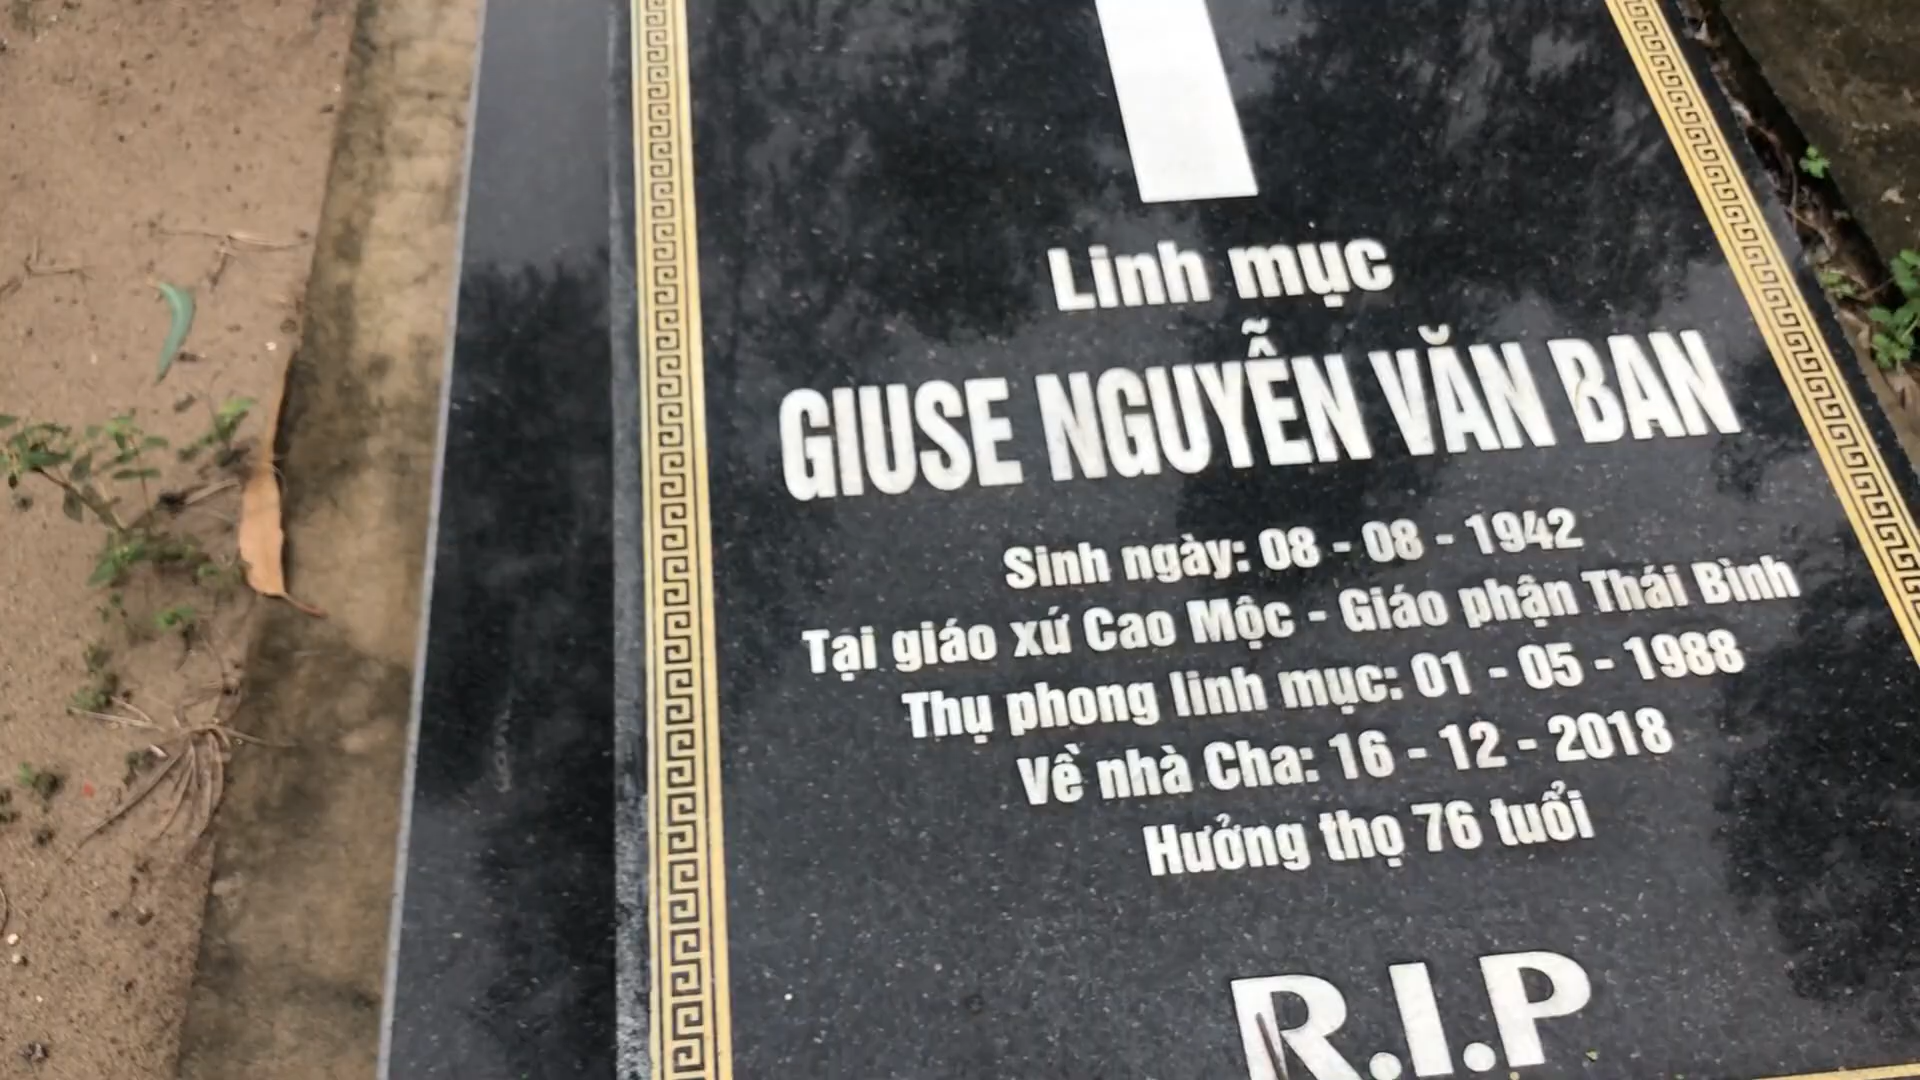 Linh mục
GIUSE NGUYỄN VĂN BAN
Sinh ngày: 08 - 08 - 1942
Tại giáo xứ Cao Mộc - Giáo phận Thái Bình
Thụ phong linh mục: 01 - 05 - 1988
Về nhà Cha: 16 - 12 - 2018
Hưởng thọ 76 tuổi
R.I.P